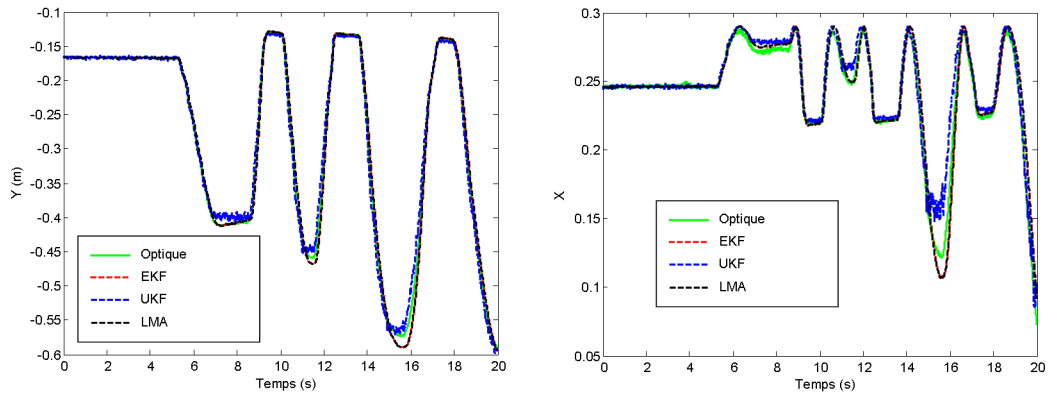 -0.1
-0.15
-0.2
-0.25
-0.3
-0.35
-0.4
-0.45
-0.5
-0.55
-0.6
Y (m)
Optique
EKF
UKF
LMA
0 2 4 6 8 10 12 14 16 18 20
Temps (s)
0.3
0.25
0.2
0.15
0.1
0.05
X
Optique
EKF
UKF
LMA
0 2 4 6 8 10 12 14 16 18 20
Temps (s)